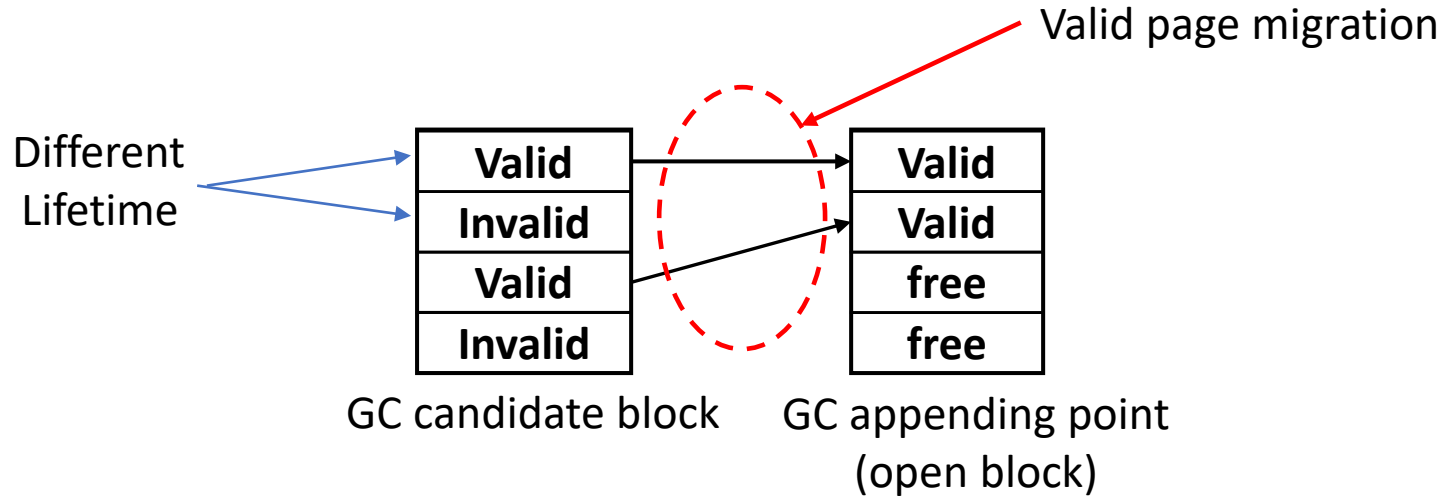 Valid page migration
Different
Lifetime
Valid
Invalid
Valid
Invalid
GC candidate block
Valid
Valid
free
free
GC appending point
(open block)